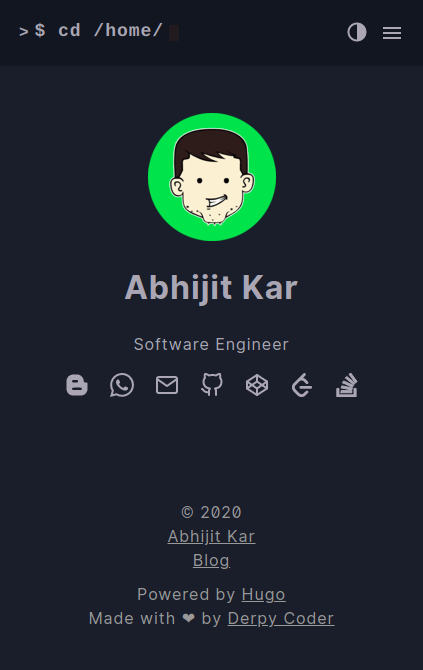 > $ cd /home/
Abhijit Kar
Software Engineer
© 2020
Abhijit Kar
Blog
Powered by Hugo
Made with ❤ by Derpy Coder